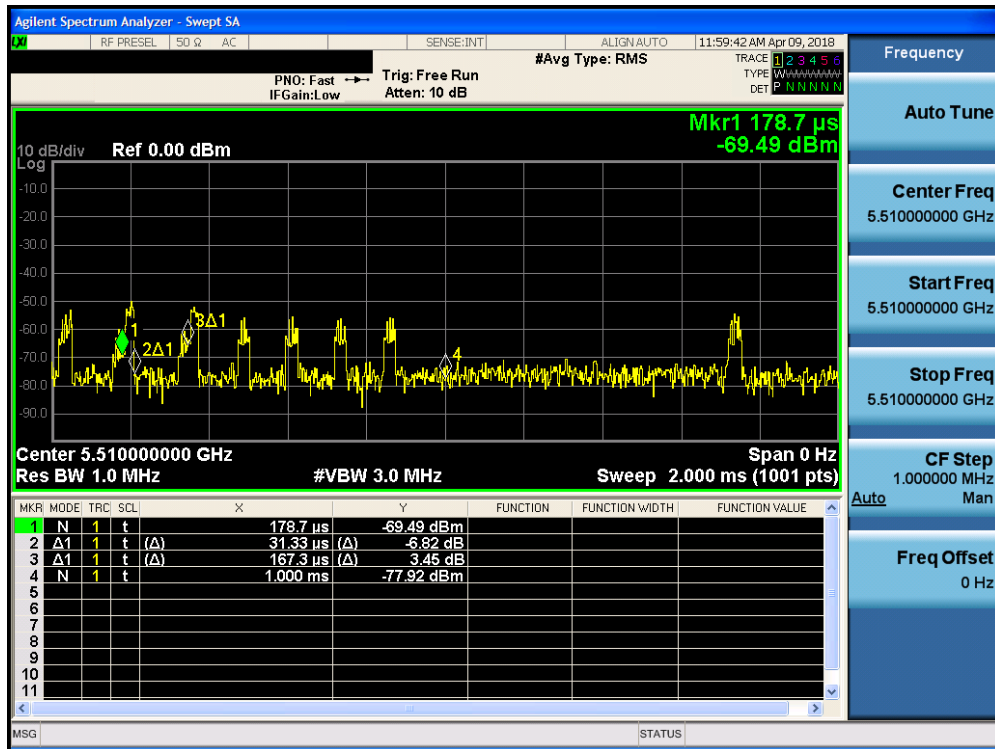 Agilent Spectrum Analyzer - Swept SA
LXI RF PRESEL 50 Ω AC SENSE:INT ALIGN AUTO 11:59:42 AM Apr 09, 2018
#Avg Type: RMS
TRACE 1 2 3 4 5 6
TYPE W
DET P N N N N N
PNO: Fast Trig: Free Run
IFGain:Low Atten: 10 dB
Mkr1 178.7 µs
-69.49 dBm
10 dB/div Ref 0.00 dBm
Log
-10.0
-20.0
-30.0
-40.0
-50.0
-60.0
-70.0
-80.0
-90.0
1
2Δ1
3Δ1
4
Center 5.510000000 GHz Span 0 Hz
Res BW 1.0 MHz #VBW 3.0 MHz Sweep 2.000 ms (1001 pts)
MKR MODE TRC SCL X Y FUNCTION FUNCTION WIDTH FUNCTION VALUE
1 N 1 t 178.7 µs -69.49 dBm
2 Δ1 1 t (Δ) 31.33 µs (Δ) -6.82 dB
3 Δ1 1 t (Δ) 167.3 µs (Δ) 3.45 dB
4 N 1 t 1.000 ms -77.92 dBm
5
6
7
8
9
10
11
MSG STATUS
Frequency
Auto Tune
Center Freq
5.510000000 GHz
Start Freq
5.510000000 GHz
Stop Freq
5.510000000 GHz
CF Step
1.000000 MHz
Auto Man
Freq Offset
0 Hz